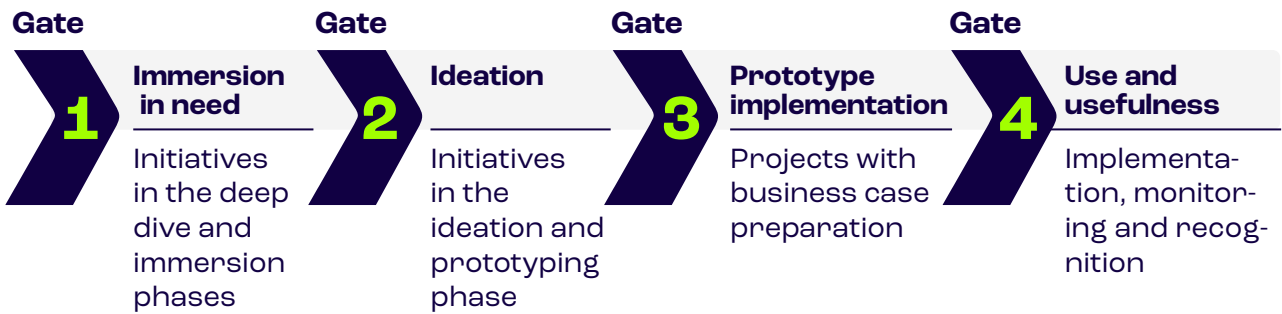 Gate
1
Immersion
in need
Initiatives
in the deep
dive and
immersion
phases
Gate
2
Ideation
Initiatives
in the
ideation and
prototyping
phase
Gate
3
Prototype
implementation
Projects with
business case
preparation
Gate
4
Use and
usefulness
Implementa-
tion, monitor-
ing and recog-
nition